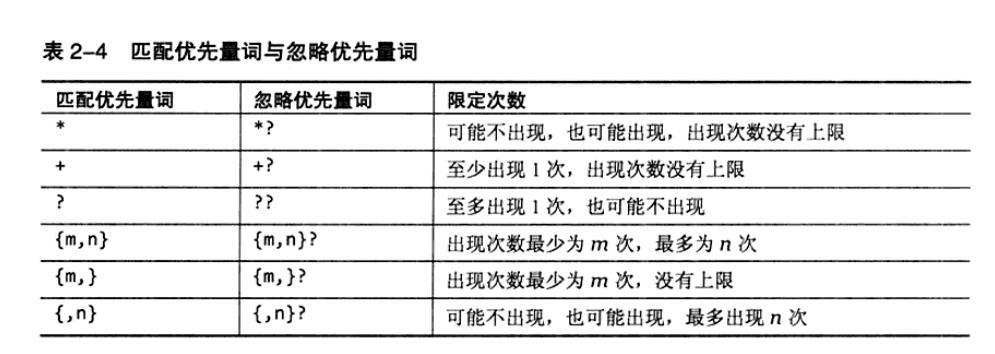 表 2-4 匹配优先量词与忽略优先量词
匹配优先量词 忽略优先量词 限定次数
* *? 可能不出现，也可能出现，出现次数没有上限
+ +? 至少出现 1 次，出现次数没有上限
? ?? 至多出现 1 次，也可能不出现
{m,n} {m,n}? 出现次数最少为 m 次，最多为 n 次
{m,} {m,}? 出现次数最少为 m 次，没有上限
{,n} {,n}? 可能不出现，也可能出现，最多出现 n 次